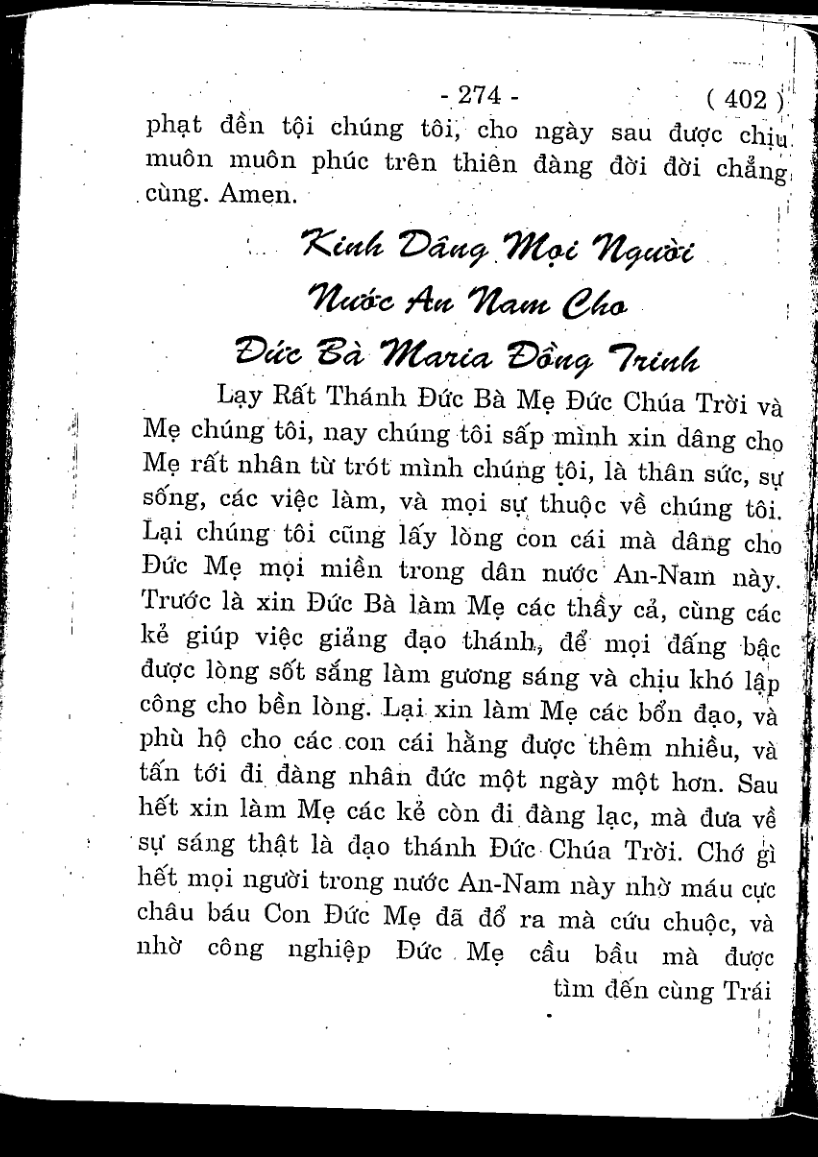 - 274 -
( 402 )
phạt đền tội chúng tôi, cho ngày sau được chịu
muôn muôn phúc trên thiên đàng đời đời chẳng
cùng. Amen.
Kinh Dâng Mọi Người
Nước An Nam Cho
Đức Bà Maria Đồng Trinh
Lạy Rất Thánh Đức Bà Mẹ Đức Chúa Trời và
Mẹ chúng tôi, nay chúng tôi sấp mình xin dâng cho
Mẹ rất nhân từ trót mình chúng tôi, là thân sức, sự
sống, các việc làm, và mọi sự thuộc về chúng tôi.
Lại chúng tôi cũng lấy lòng con cái mà dâng cho
Đức Mẹ mọi miền trong dân nước An-Nam này.
Trước là xin Đức Bà làm Mẹ các thầy cả, cùng các
kẻ giúp việc giảng đạo thánh, để mọi đấng bậc
được lòng sốt sắng làm gương sáng và chịu khó lập
công cho bền lòng. Lại xin làm Mẹ các bổn đạo, và
phù hộ cho các con cái hằng được thêm nhiều, và
tấn tới đi đàng nhân đức một ngày một hơn. Sau
hết xin làm Mẹ các kẻ còn đi đàng lạc, mà đưa về
sự sáng thật là đạo thánh Đức Chúa Trời. Chớ gì
hết mọi người trong nước An-Nam này nhờ máu cực
châu báu Con Đức Mẹ đã đổ ra mà cứu chuộc, và
nhờ công nghiệp Đức Mẹ cầu bầu mà được
tìm đến cùng Trái